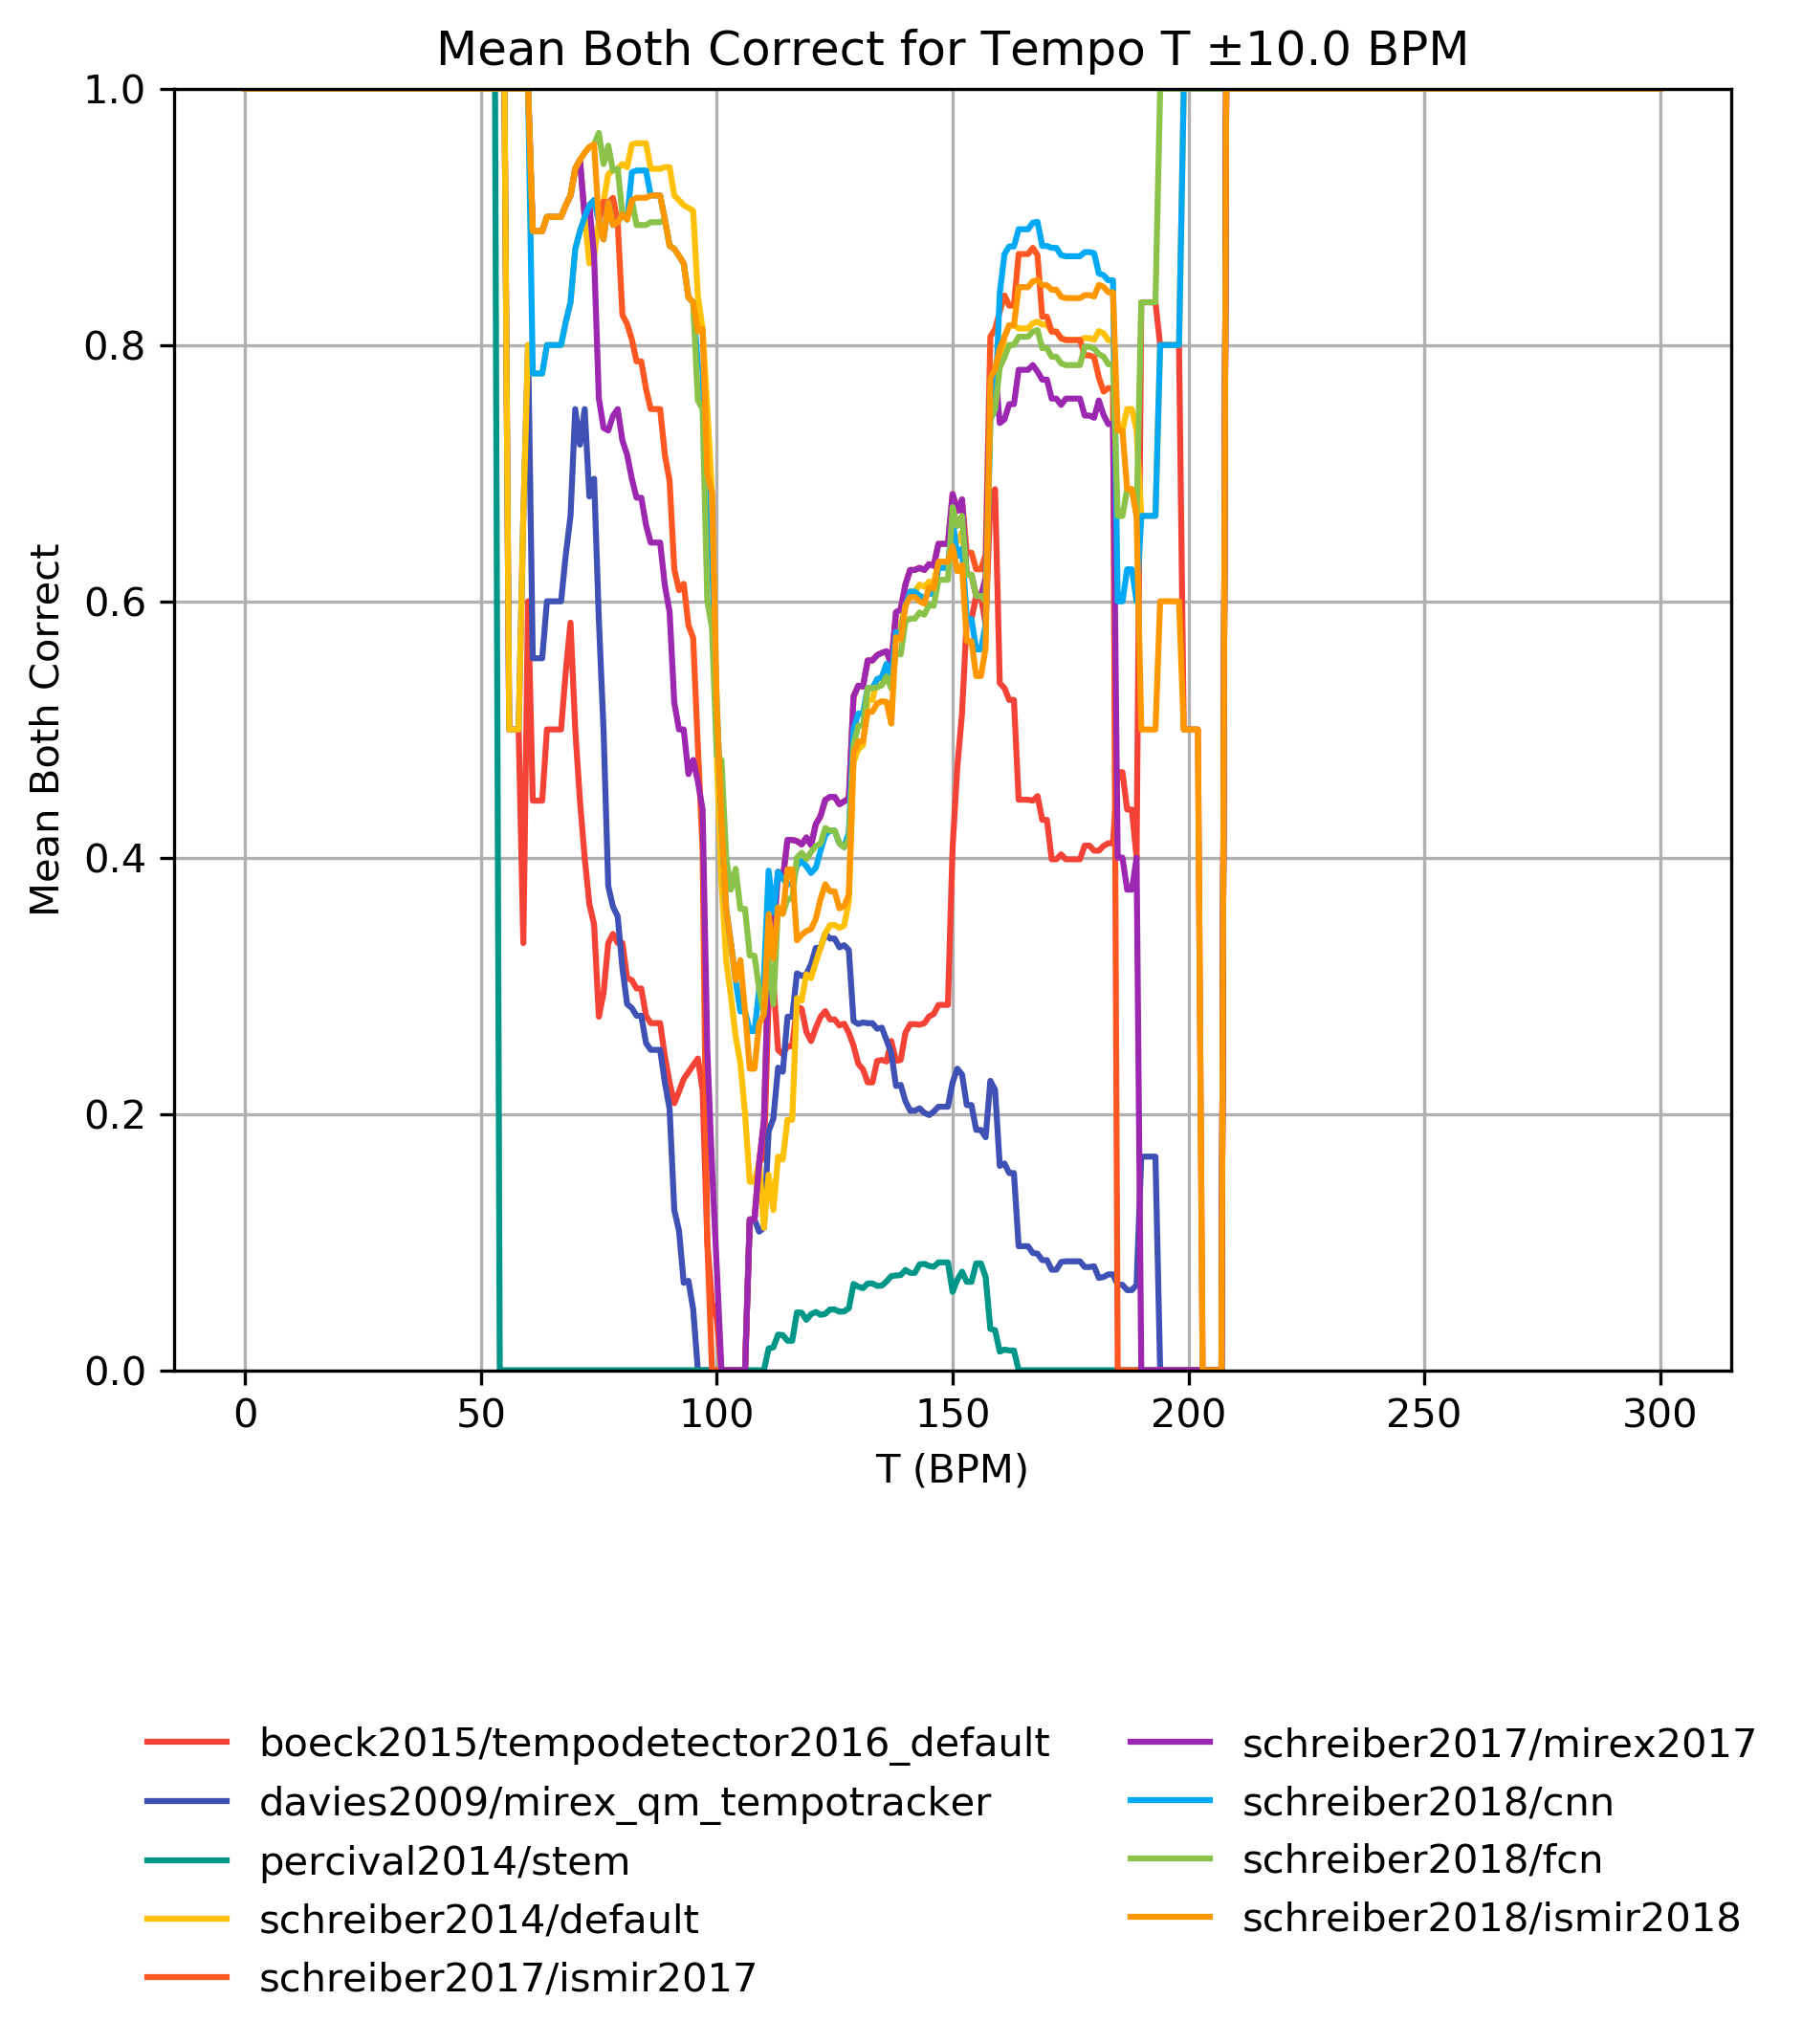 Mean Both Correct for Tempo T ±10.0 BPM
1.0
0.8
0.6
0.4
0.2
0.0
Mean Both Correct
0 50 100 150 200 250 300
T (BPM)
boeck2015/tempodetector2016_default
davies2009/mirex_qm_tempotracker
percival2014/stem
schreiber2014/default
schreiber2017/ismir2017
schreiber2017/mirex2017
schreiber2018/cnn
schreiber2018/fcn
schreiber2018/ismir2018